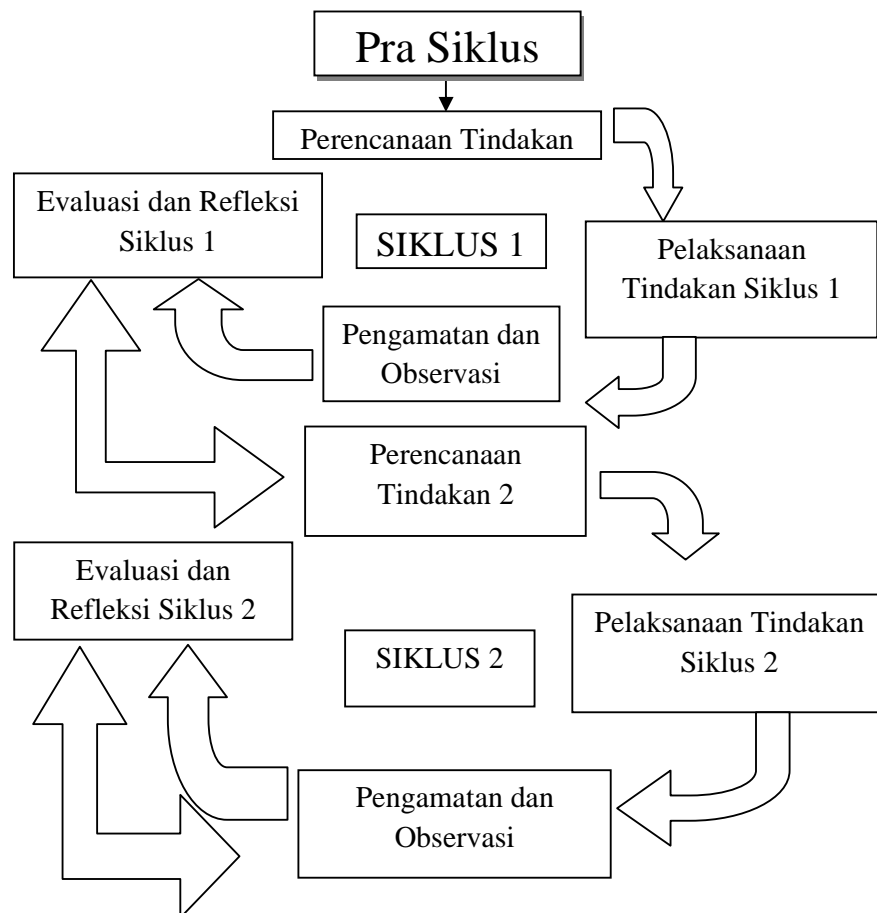 Pra Siklus
Perencanaan Tindakan
Evaluasi dan Refleksi
Siklus 1
SIKLUS 1
Pelaksanaan
Tindakan Siklus 1
Pengamatan dan
Observasi
Perencanaan
Tindakan 2
Evaluasi dan
Refleksi Siklus 2
SIKLUS 2
Pelaksanaan Tindakan
Siklus 2
Pengamatan dan
Observasi